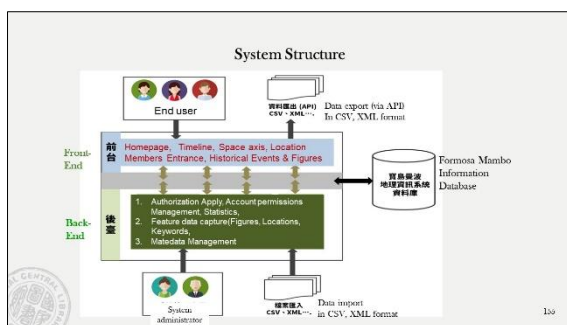 System Structure
End user
資料匯出 (API)
CSV、XML…
Data export (via API)
In CSV, XML format
Front-
End
前台
Homepage, Timeline, Space axis, Location
Members Entrance, Historical Events & Figures
寶島曼波
地理資訊系統
資料庫
Formosa Mambo
Information
Database
Back-
End
後臺
1. Authorization Apply, Account permissions
Management, Statistics,
2. Feature data capture(Figures, Locations,
Keywords,
3. Matedata Management
System
administrator
檔案匯入
CSV、XML…
Data import
in CSV, XML format
155